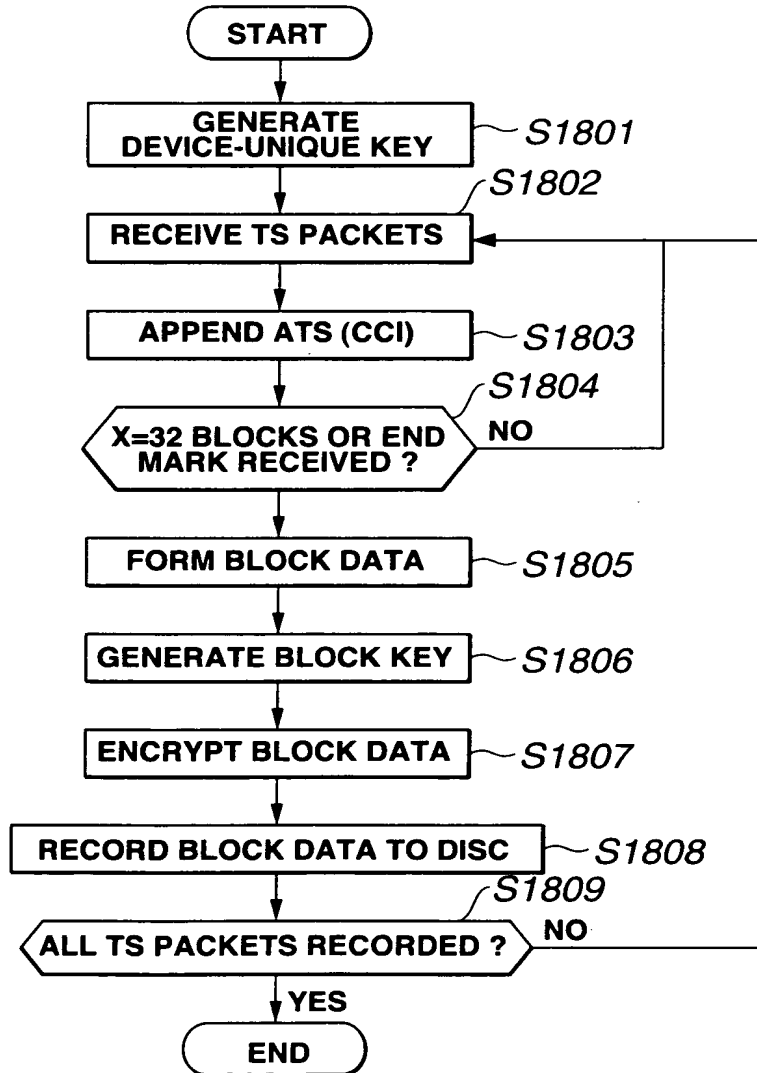 START
GENERATE
DEVICE-UNIQUE KEY
S1801
S1802
RECEIVE TS PACKETS
APPEND ATS (CCI)
S1803
S1804
X=32 BLOCKS OR END
MARK RECEIVED ?
NO
FORM BLOCK DATA
S1805
GENERATE BLOCK KEY
S1806
ENCRYPT BLOCK DATA
S1807
RECORD BLOCK DATA TO DISC
S1808
S1809
ALL TS PACKETS RECORDED ?
NO
YES
END